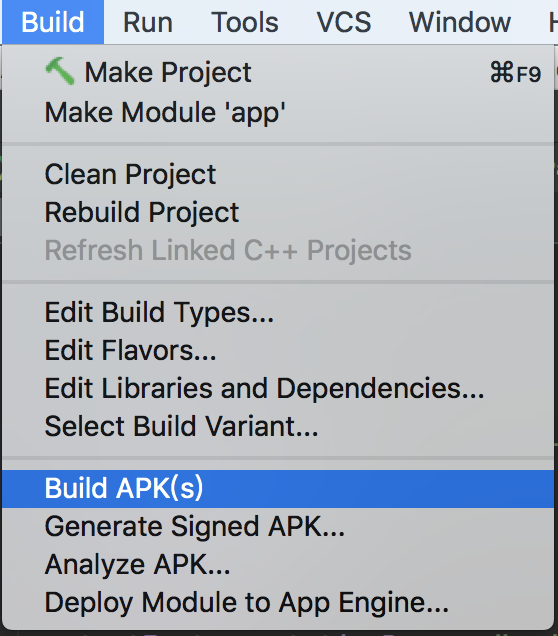 Build Run Tools VCS Window
Make Project ⌘F9
Make Module 'app'
Clean Project
Rebuild Project
Refresh Linked C++ Projects
Edit Build Types...
Edit Flavors...
Edit Libraries and Dependencies...
Select Build Variant...
Build APK(s)
Generate Signed APK...
Analyze APK...
Deploy Module to App Engine...